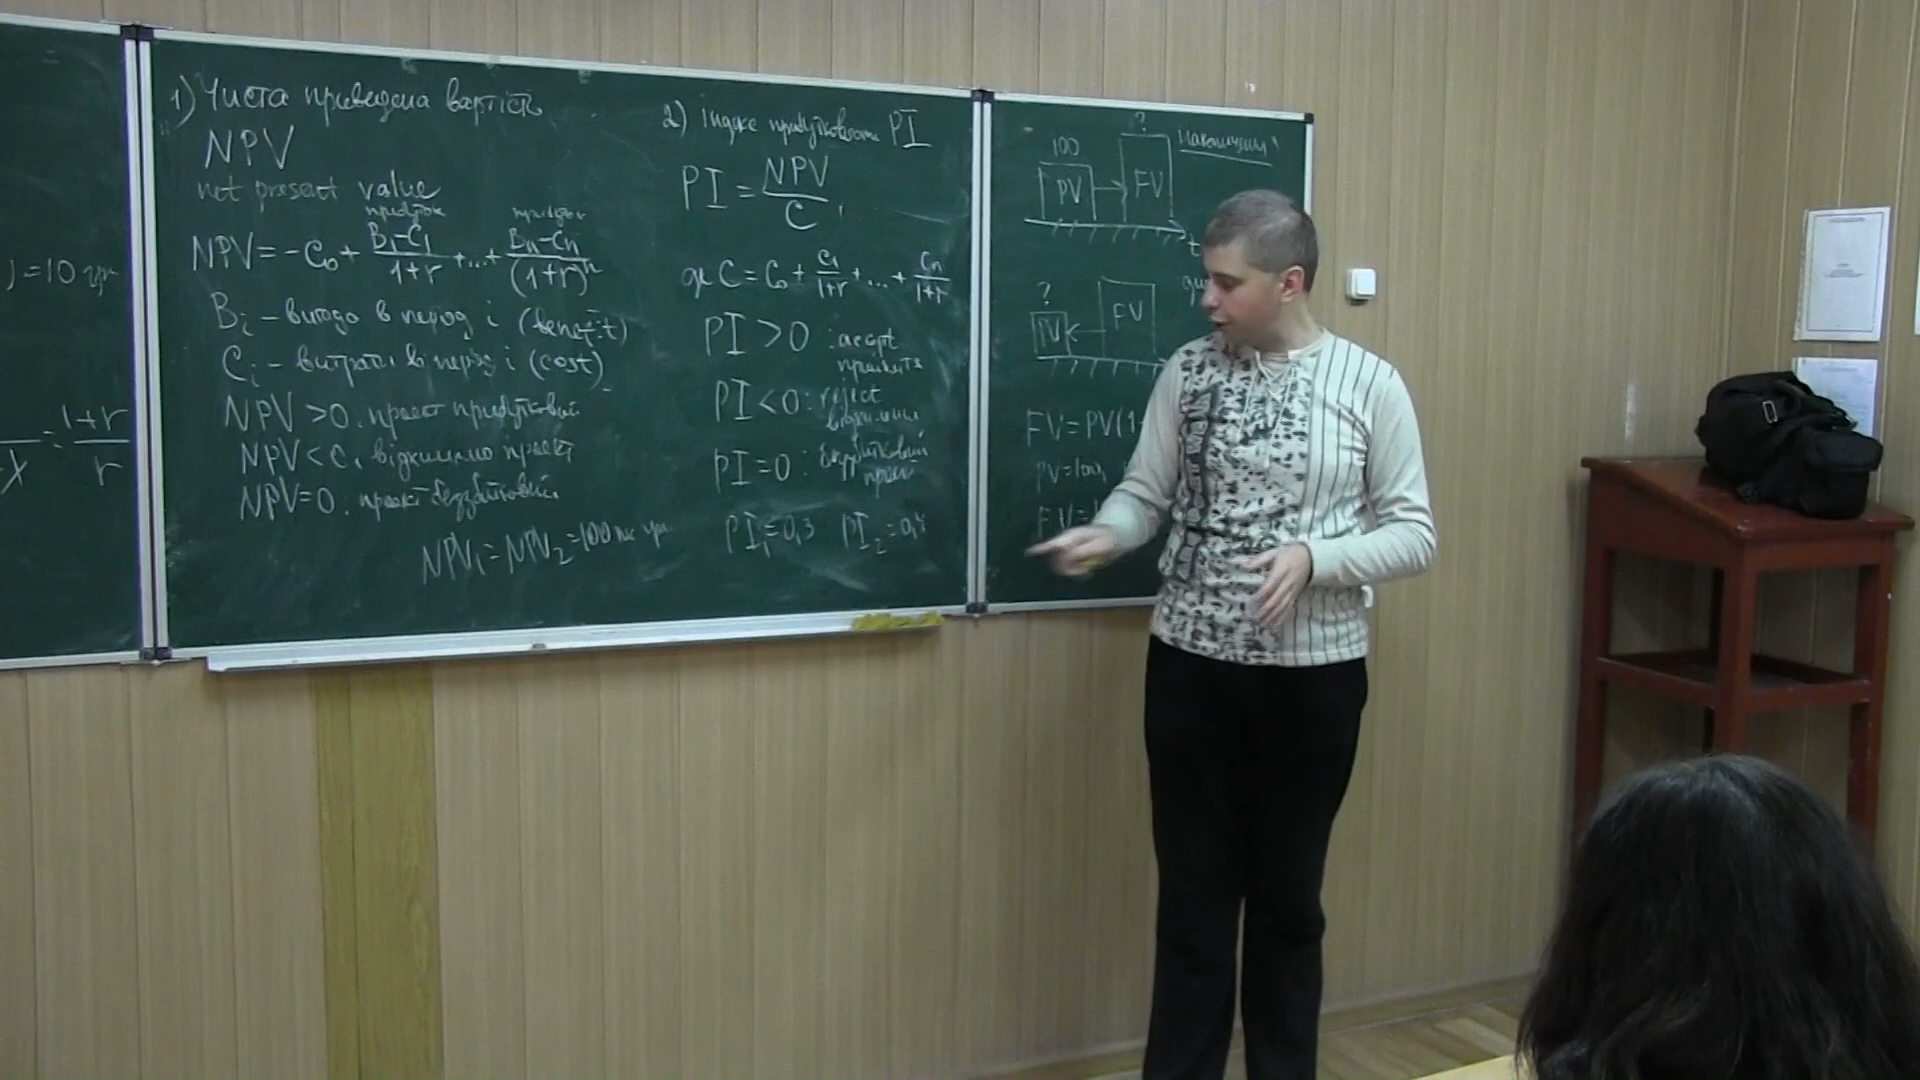 j=10
1+r
r
1) Чиста приведена вартість
NPV
net present value
прибуток прибуток
NPV=-C₀+ B₁-C₁/1+r +...+ Bₙ-Cₙ/(1+r)ⁿ
Bᵢ - вигода в період i (benefit)
Cᵢ - витрати в період i (cost)
NPV>0. проект прибутковий
NPV<0. відхиляємо проект
NPV=0. проект беззбитковий
NPV₁=NPV₂=100
2) індекс прибутковості PI
PI = NPV/C,
де C = C₀ + C₁/1+r +...+ Cₙ/1+r
PI>0 : accept
прийняття
PI<0 : reject
PI=0 : беззбитковий
проект
PI₁=0,3 PI₂=0,4
?
100
PV
FV
t
?
PV
FV
FV=PV(1
PV=100,
FV=